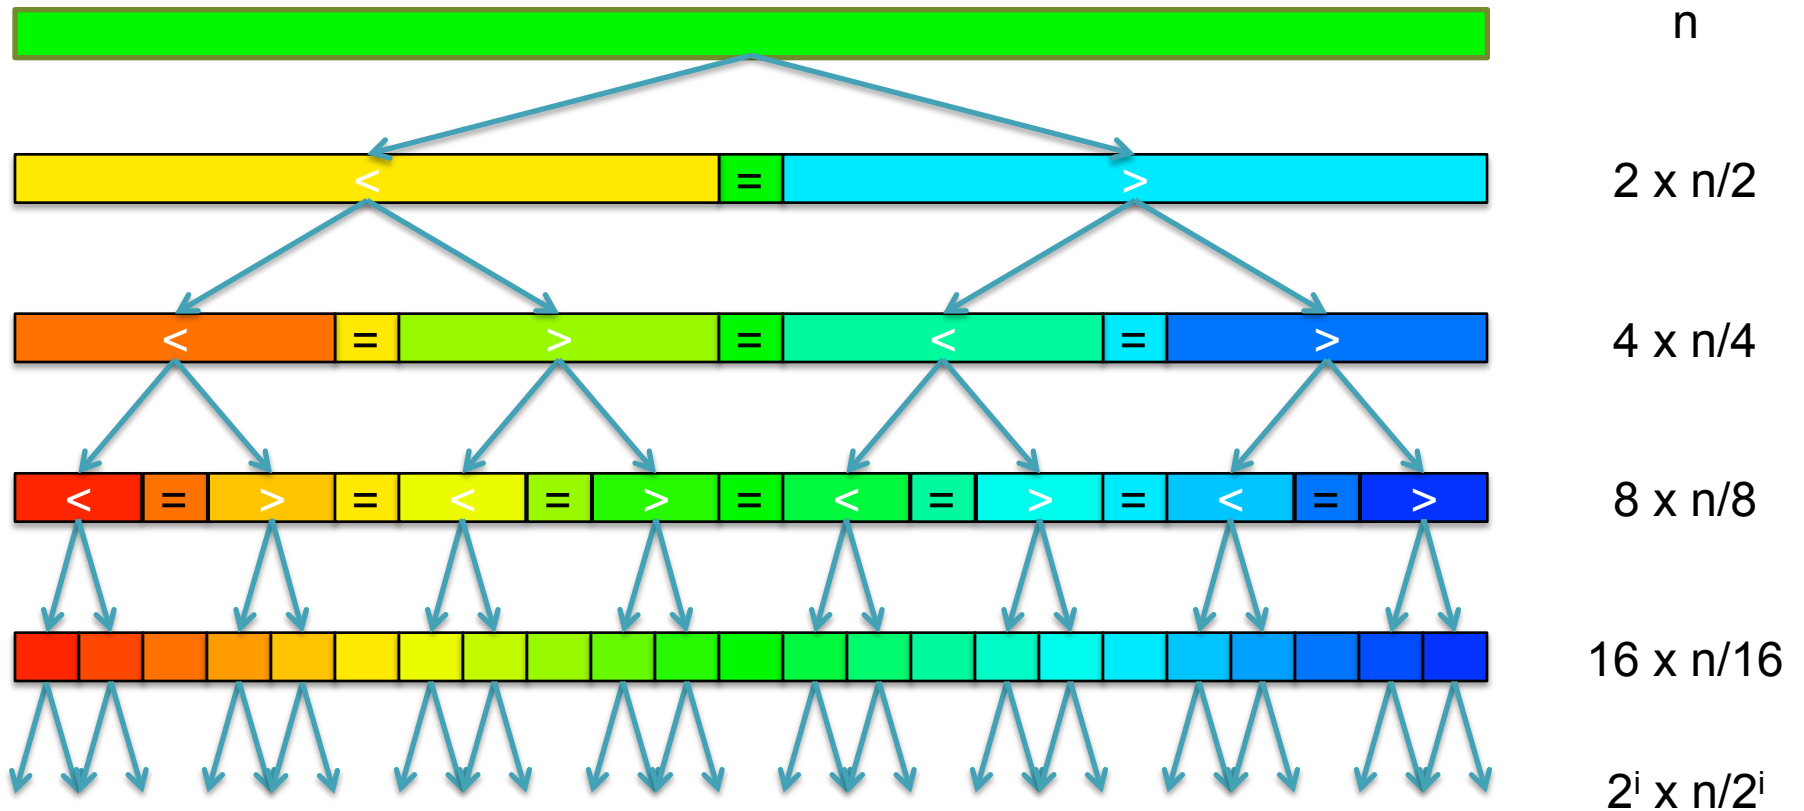 n
< = > 2 x n/2
< = > = < = > 4 x n/4
< = > = < = > = < = > = < = > 8 x n/8
16 x n/16
2ⁱ x n/2ⁱ